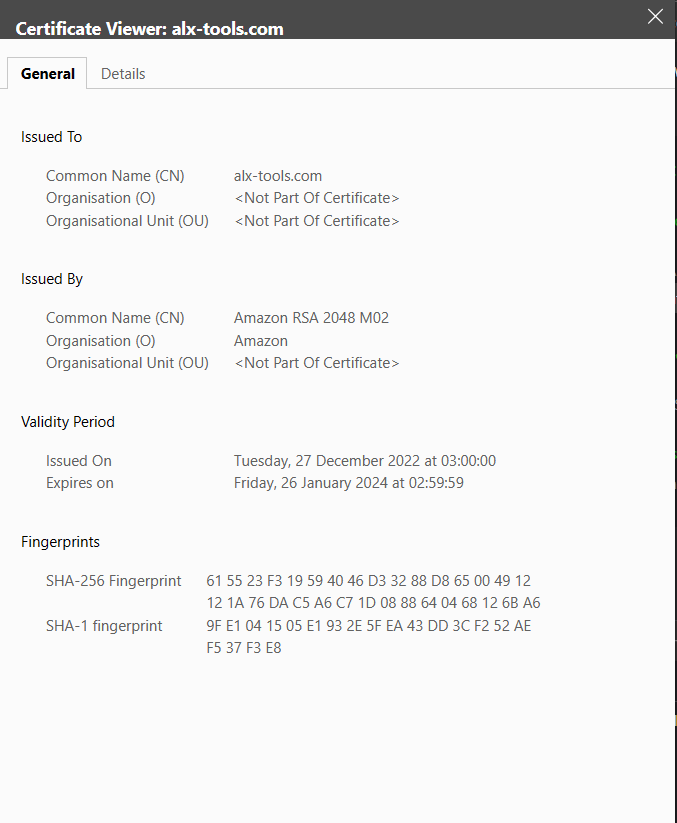 Certificate Viewer: alx-tools.com
General Details
Issued To
Common Name (CN) alx-tools.com
Organisation (O) <Not Part Of Certificate>
Organisational Unit (OU) <Not Part Of Certificate>
Issued By
Common Name (CN) Amazon RSA 2048 M02
Organisation (O) Amazon
Organisational Unit (OU) <Not Part Of Certificate>
Validity Period
Issued On Tuesday, 27 December 2022 at 03:00:00
Expires on Friday, 26 January 2024 at 02:59:59
Fingerprints
SHA-256 Fingerprint 61 55 23 F3 19 59 40 46 D3 32 88 D8 65 00 49 12
12 1A 76 DA C5 A6 C7 1D 08 88 64 04 68 12 6B A6
SHA-1 fingerprint 9F E1 04 15 05 E1 93 2E 5F EA 43 DD 3C F2 52 AE
F5 37 F3 E8